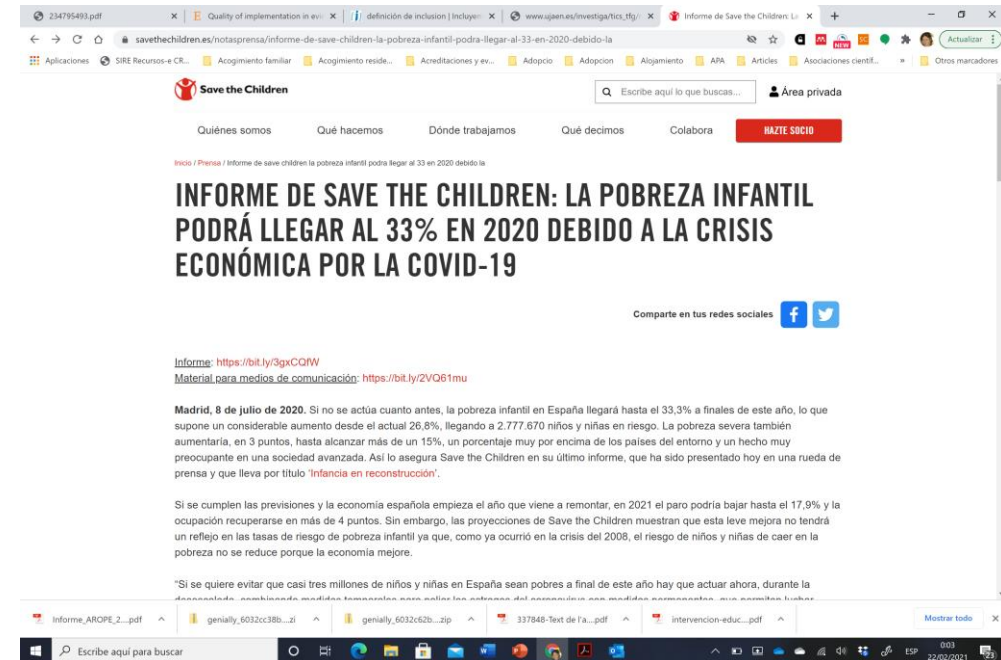 234795493.pdf
Quality of implementation in evi
definición de inclusion | Incluyen
www.ujaen.es/investiga/tics_tfg/
Informe de Save the Children: La
savethechildren.es/notasprensa/informe-de-save-children-la-pobreza-infantil-podra-llegar-al-33-en-2020-debido-la
NEW
Actualizar
Aplicaciones
SIRE Recursos-e CR...
Acogimiento familiar
Acogimiento reside...
Acreditaciones y ev...
Adopcio
Adopcion
Alojamiento
APA
Articles
Asociaciones científ...
»
Otros marcadores
Save the Children
Escribe aquí lo que buscas...
Área privada
Quiénes somos
Qué hacemos
Dónde trabajamos
Qué decimos
Colabora
HAZTE SOCIO
Inicio / Prensa / Informe de save children la pobreza infantil podra llegar al 33 en 2020 debido la
INFORME DE SAVE THE CHILDREN: LA POBREZA INFANTIL
PODRÁ LLEGAR AL 33% EN 2020 DEBIDO A LA CRISIS
ECONÓMICA POR LA COVID-19
Comparte en tus redes sociales
Informe: https://bit.ly/3gxCQfW
Material para medios de comunicación: https://bit.ly/2VQ61mu
Madrid, 8 de julio de 2020. Si no se actúa cuanto antes, la pobreza infantil en España llegará hasta el 33,3% a finales de este año, lo que
supone un considerable aumento desde el actual 26,8%, llegando a 2.777.670 niños y niñas en riesgo. La pobreza severa también
aumentaría, en 3 puntos, hasta alcanzar más de un 15%, un porcentaje muy por encima de los países del entorno y un hecho muy
preocupante en una sociedad avanzada. Así lo asegura Save the Children en su último informe, que ha sido presentado hoy en una rueda de
prensa y que lleva por título 'Infancia en reconstrucción'.
Si se cumplen las previsiones y la economía española empieza el año que viene a remontar, en 2021 el paro podría bajar hasta el 17,9% y la
ocupación recuperarse en más de 4 puntos. Sin embargo, las proyecciones de Save the Children muestran que esta leve mejora no tendrá
un reflejo en las tasas de riesgo de pobreza infantil ya que, como ya ocurrió en la crisis del 2008, el riesgo de niños y niñas de caer en la
pobreza no se reduce porque la economía mejore.
"Si se quiere evitar que casi tres millones de niños y niñas en España sean pobres a final de este año hay que actuar ahora, durante la
Informe_AROPE_2....pdf
genially_6032cc38b....zi
genially_6032c62b....zip
337848-Text de l'a....pdf
intervencion-educ....pdf
Mostrar todo
Escribe aquí para buscar
ESP
0:03
22/02/2021
23